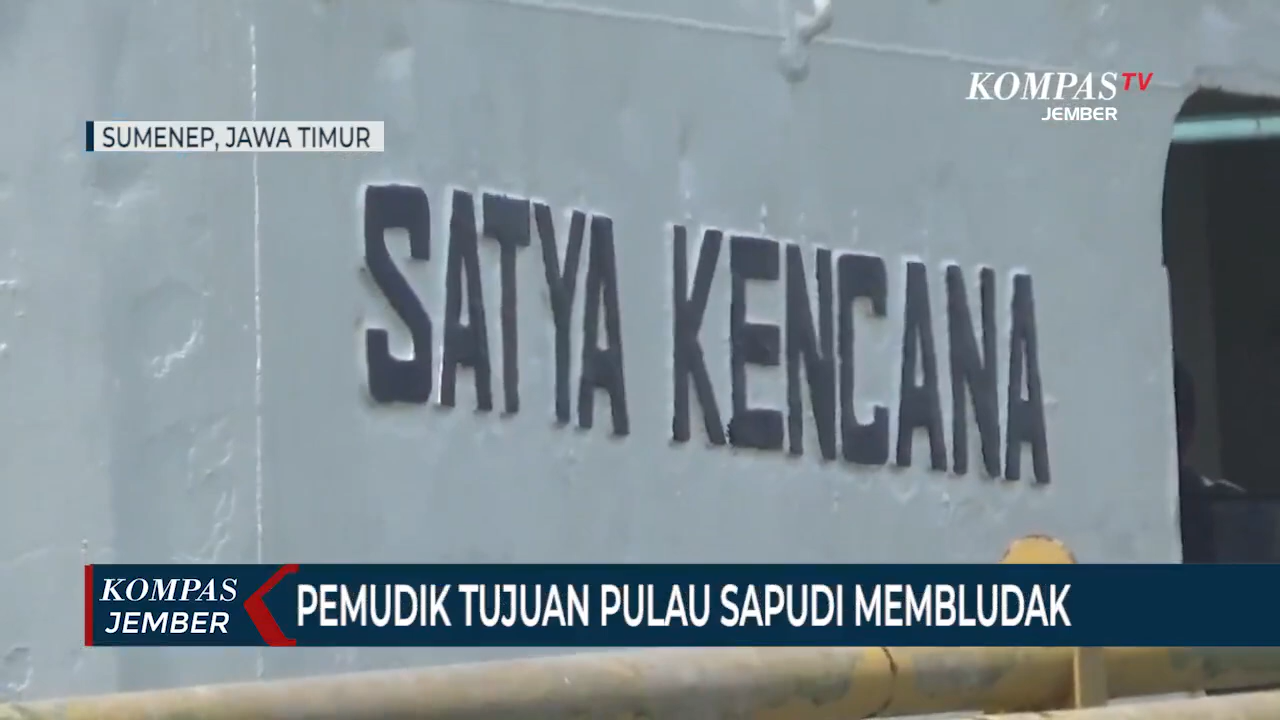 KOMPAS TV
JEMBER
SUMENEP, JAWA TIMUR
SATYA KENCANA
KOMPAS
JEMBER
PEMUDIK TUJUAN PULAU SAPUDI MEMBLUDAK